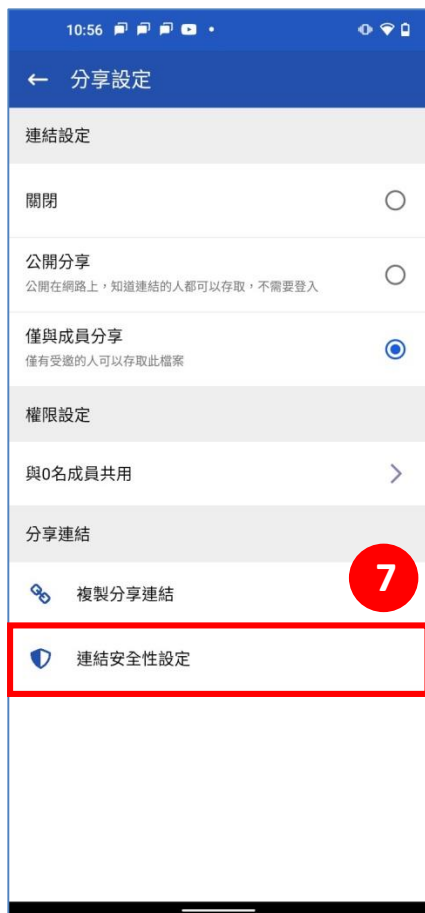 10:56
分享設定
連結設定
關閉
公開分享
公開在網路上，知道連結的人都可以存取，不需要登入
僅與成員分享
僅有受邀的人可以存取此檔案
權限設定
與0名成員共用
分享連結
7
複製分享連結
連結安全性設定